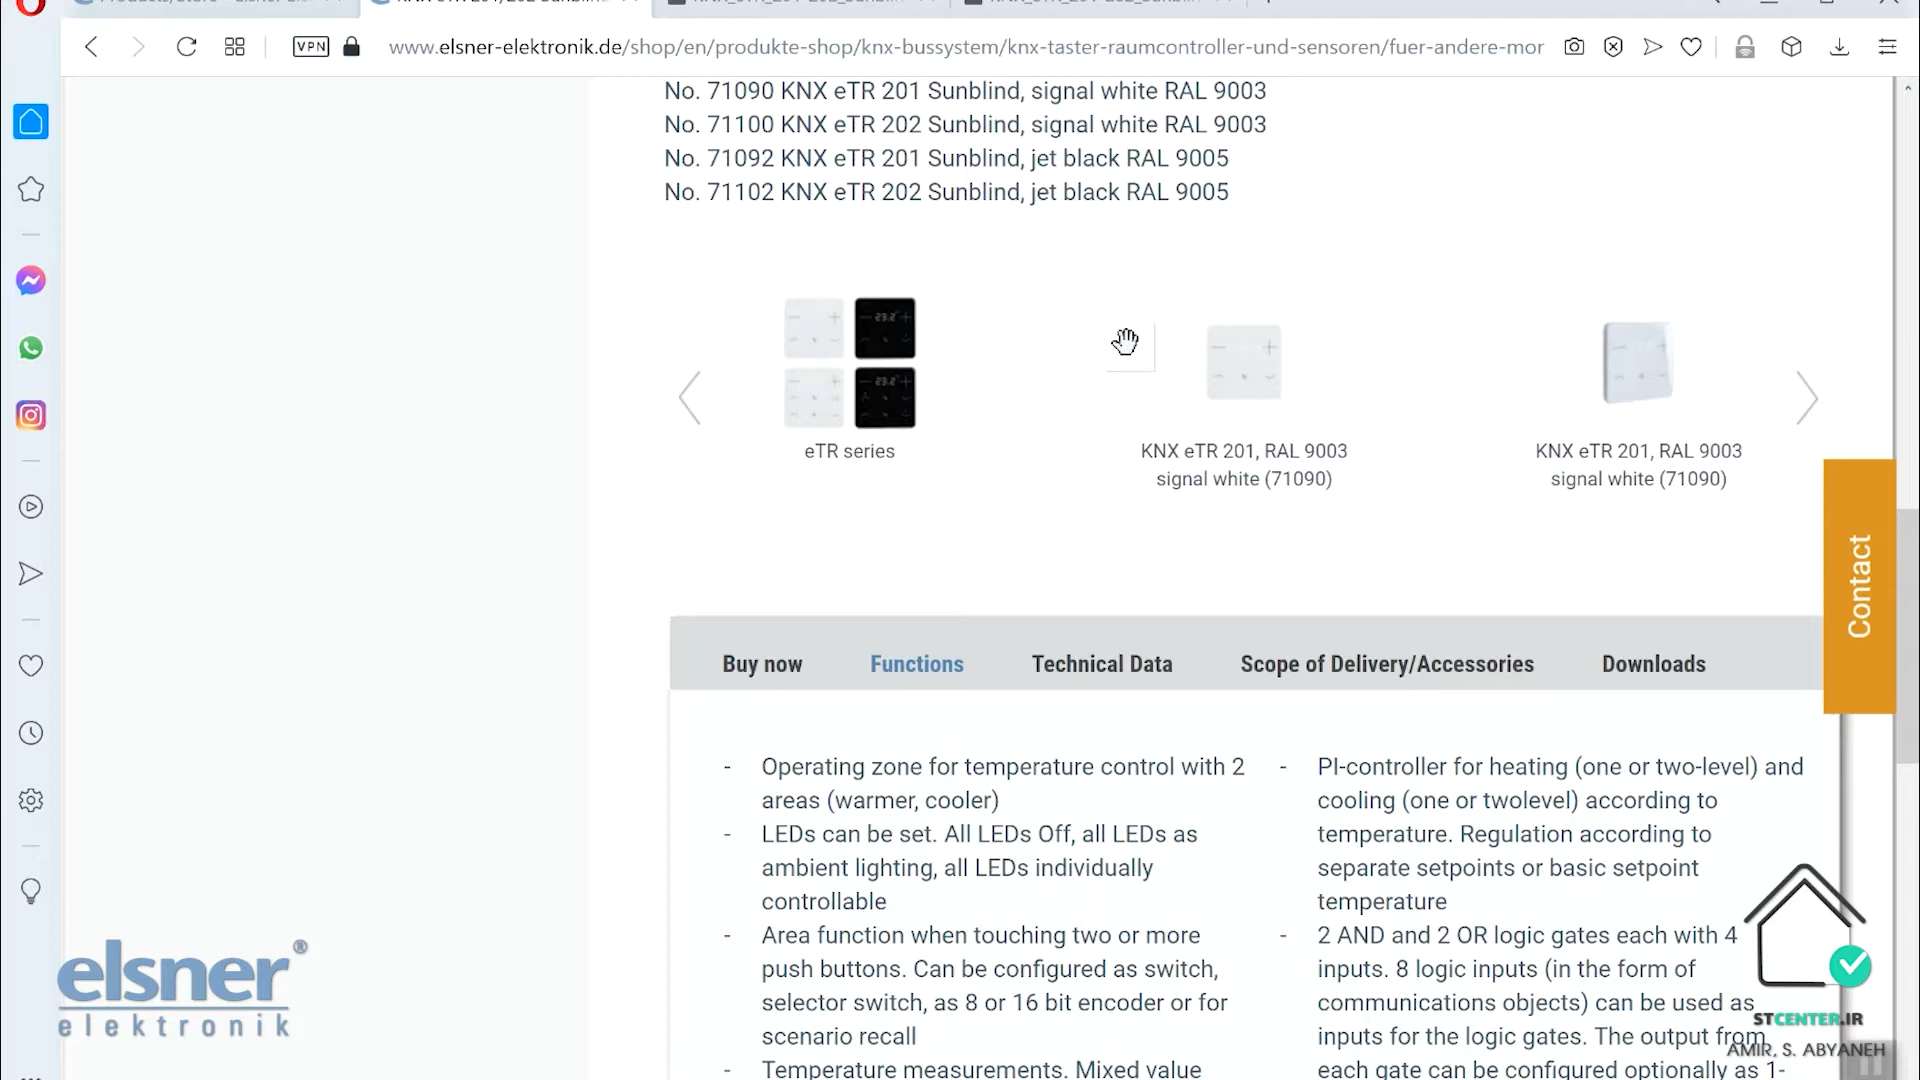 VPN
www.elsner-elektronik.de/shop/en/produkte-shop/knx-bussystem/knx-taster-raumcontroller-und-sensoren/fuer-andere-mor
No. 71090 KNX eTR 201 Sunblind, signal white RAL 9003
No. 71100 KNX eTR 202 Sunblind, signal white RAL 9003
No. 71092 KNX eTR 201 Sunblind, jet black RAL 9005
No. 71102 KNX eTR 202 Sunblind, jet black RAL 9005
eTR series
KNX eTR 201, RAL 9003
signal white (71090)
KNX eTR 201, RAL 9003
signal white (71090)
Contact
Buy now Functions Technical Data Scope of Delivery/Accessories Downloads
- Operating zone for temperature control with 2
areas (warmer, cooler)
- LEDs can be set. All LEDs Off, all LEDs as
ambient lighting, all LEDs individually
controllable
- Area function when touching two or more
push buttons. Can be configured as switch,
selector switch, as 8 or 16 bit encoder or for
scenario recall
- Temperature measurements. Mixed value
- PI-controller for heating (one or two-level) and
cooling (one or twolevel) according to
temperature. Regulation according to
separate setpoints or basic setpoint
temperature
- 2 AND and 2 OR logic gates each with 4
inputs. 8 logic inputs (in the form of
communications objects) can be used as
inputs for the logic gates. The output from
each gate can be configured optionally as 1-
elsner®
elektronik
STCENTER.IR
AMIR, S. ABYANEH